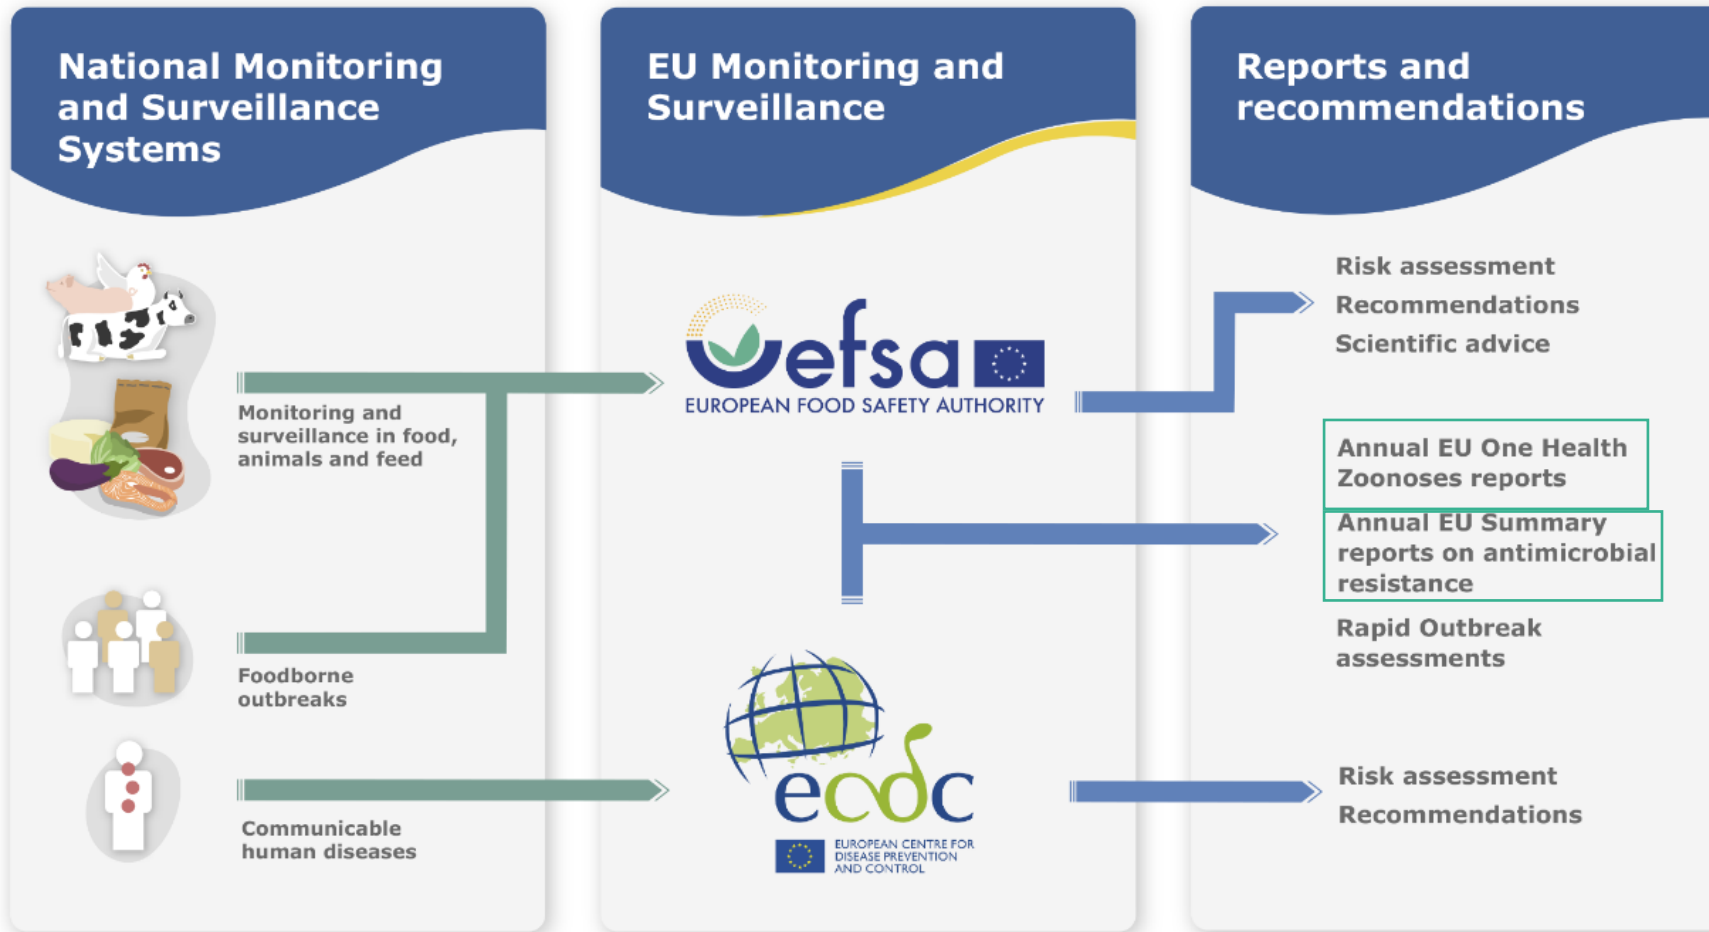 National Monitoring
and Surveillance
Systems
Monitoring and
surveillance in food,
animals and feed
Foodborne
outbreaks
Communicable
human diseases
EU Monitoring and
Surveillance
efsa
EUROPEAN FOOD SAFETY AUTHORITY
ecdc
EUROPEAN CENTRE FOR
DISEASE PREVENTION
AND CONTROL
Reports and
recommendations
Risk assessment
Recommendations
Scientific advice
Annual EU One Health
Zoonoses reports
Annual EU Summary
reports on antimicrobial
resistance
Rapid Outbreak
assessments
Risk assessment
Recommendations